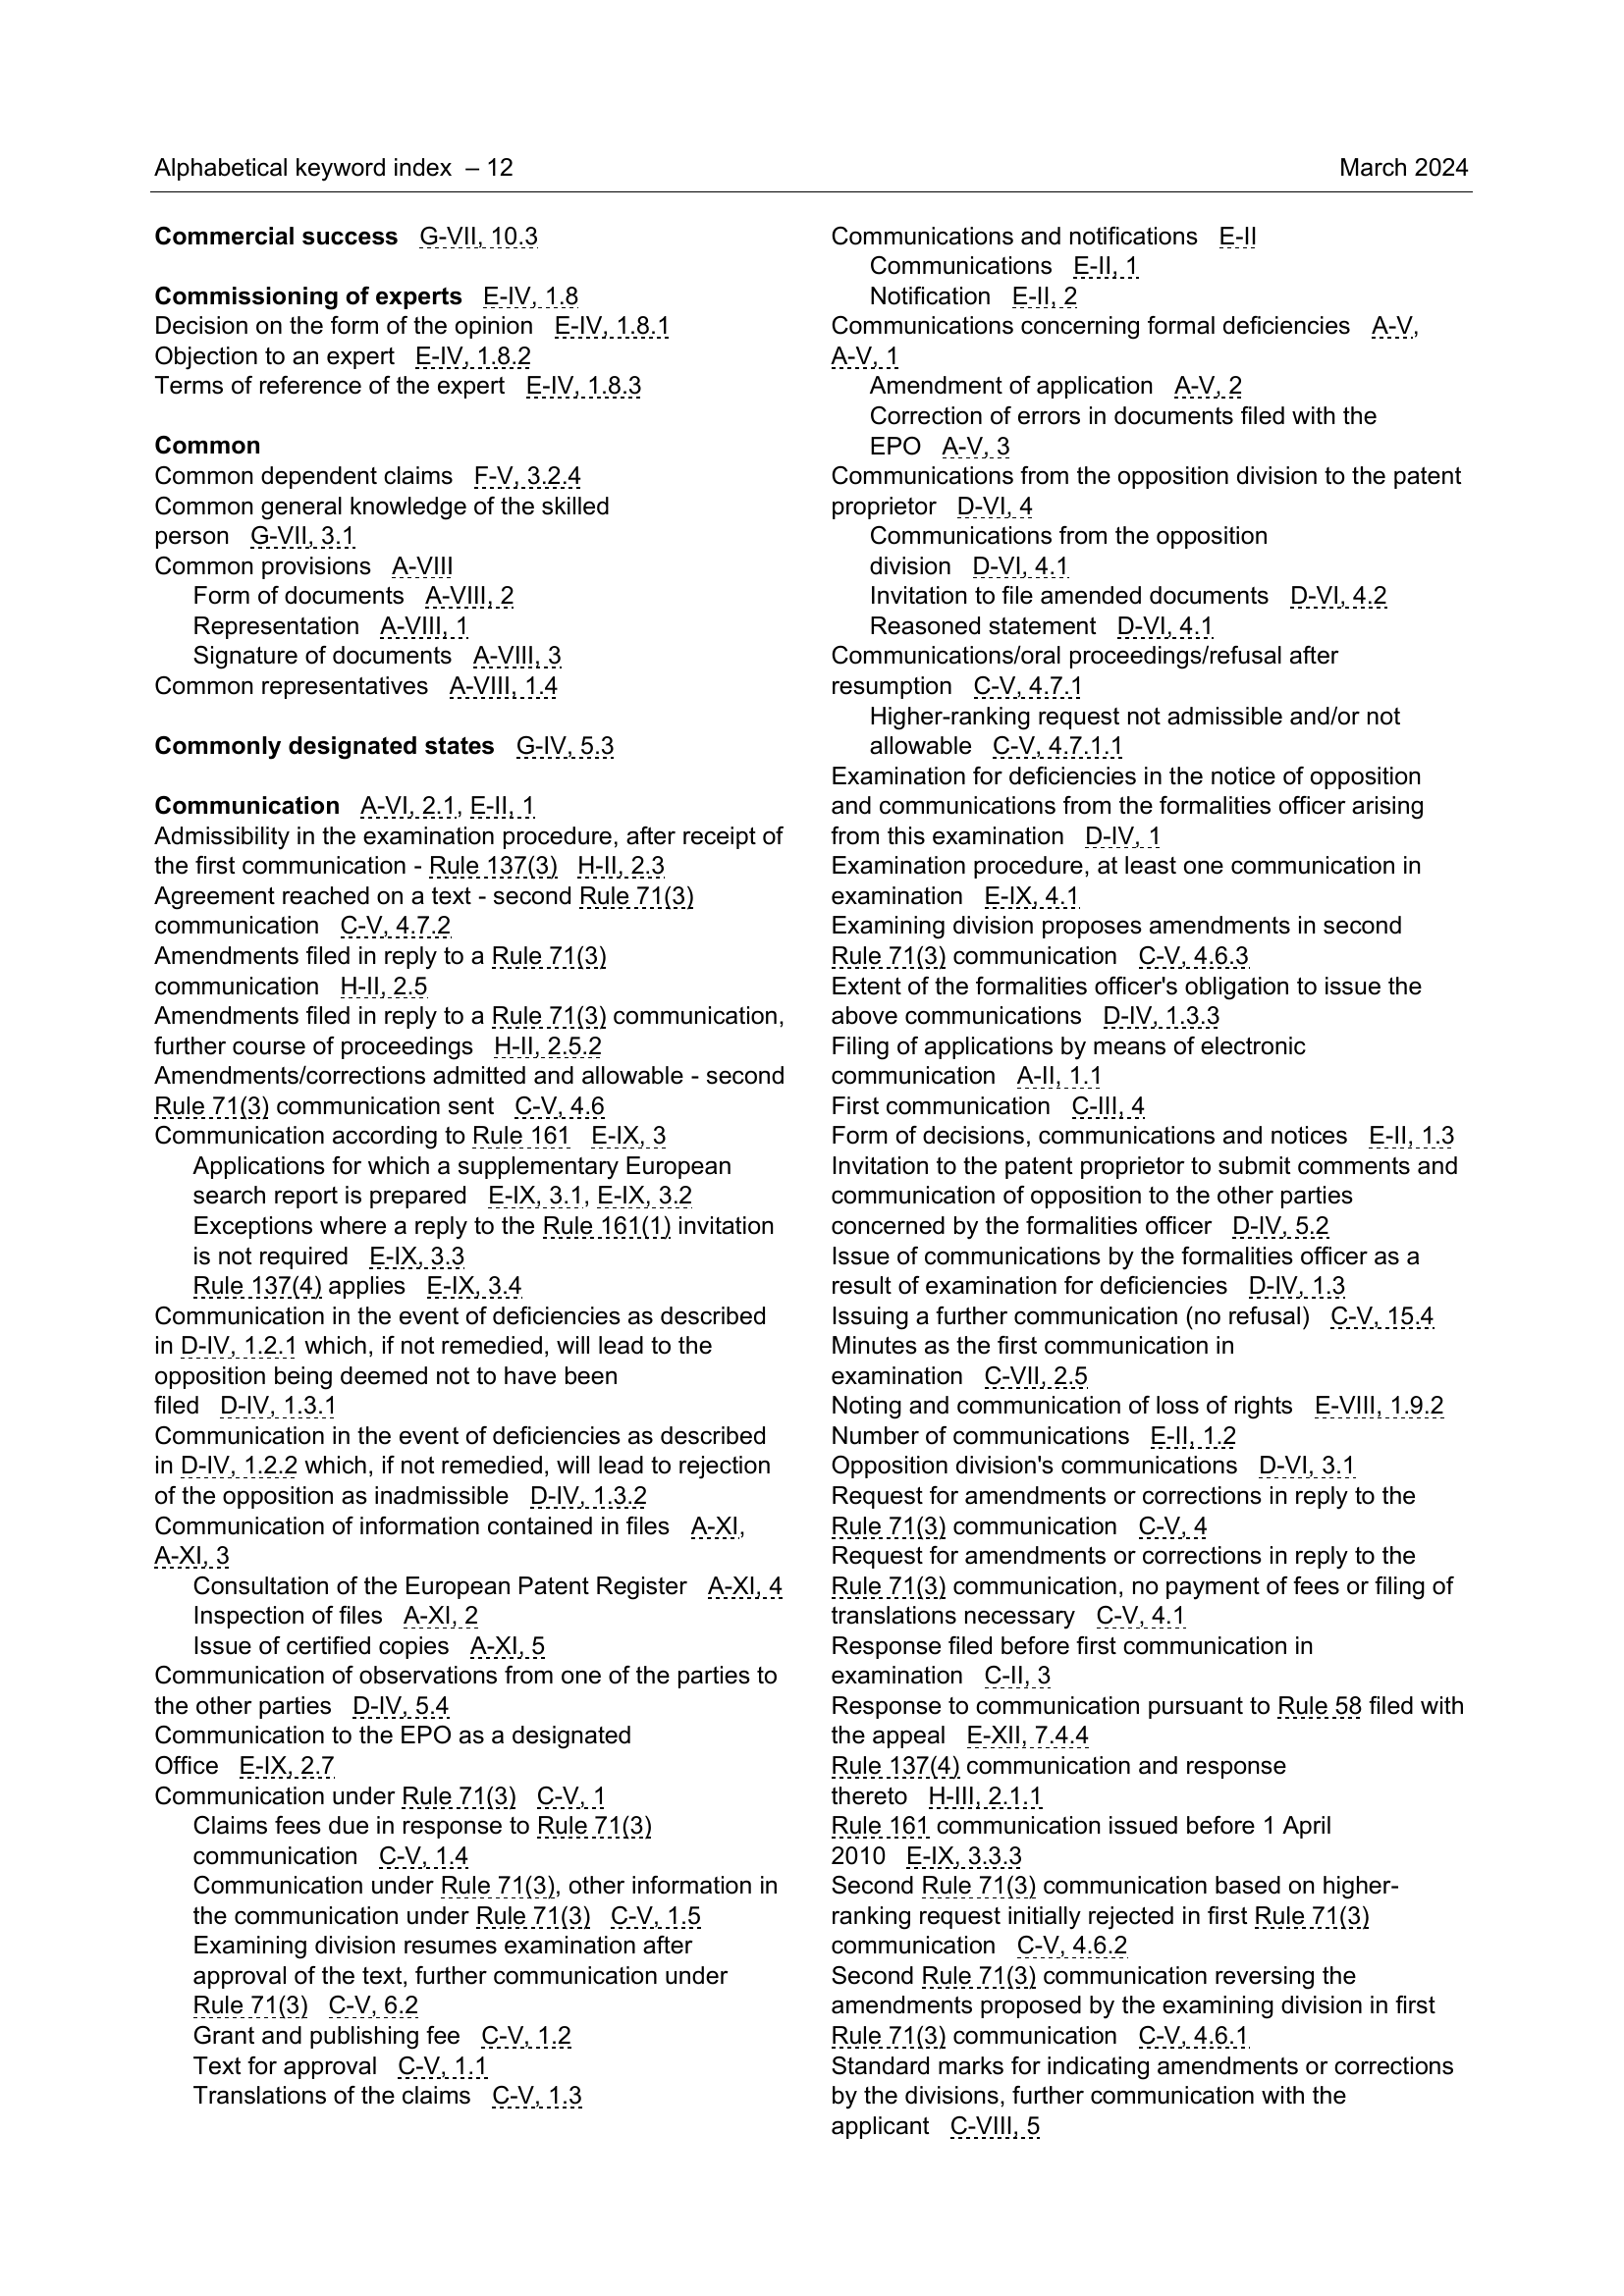 Alphabetical keyword index – 12 March 2024
Commercial success G-VII, 10.3
Commissioning of experts E-IV, 1.8
Decision on the form of the opinion E-IV, 1.8.1
Objection to an expert E-IV, 1.8.2
Terms of reference of the expert E-IV, 1.8.3
Common
Common dependent claims F-V, 3.2.4
Common general knowledge of the skilled
person G-VII, 3.1
Common provisions A-VIII
Form of documents A-VIII, 2
Representation A-VIII, 1
Signature of documents A-VIII, 3
Common representatives A-VIII, 1.4
Commonly designated states G-IV, 5.3
Communication A-VI, 2.1, E-II, 1
Admissibility in the examination procedure, after receipt of
the first communication - Rule 137(3) H-II, 2.3
Agreement reached on a text - second Rule 71(3)
communication C-V, 4.7.2
Amendments filed in reply to a Rule 71(3)
communication H-II, 2.5
Amendments filed in reply to a Rule 71(3) communication,
further course of proceedings H-II, 2.5.2
Amendments/corrections admitted and allowable - second
Rule 71(3) communication sent C-V, 4.6
Communication according to Rule 161 E-IX, 3
Applications for which a supplementary European
search report is prepared E-IX, 3.1, E-IX, 3.2
Exceptions where a reply to the Rule 161(1) invitation
is not required E-IX, 3.3
Rule 137(4) applies E-IX, 3.4
Communication in the event of deficiencies as described
in D-IV, 1.2.1 which, if not remedied, will lead to the
opposition being deemed not to have been
filed D-IV, 1.3.1
Communication in the event of deficiencies as described
in D-IV, 1.2.2 which, if not remedied, will lead to rejection
of the opposition as inadmissible D-IV, 1.3.2
Communication of information contained in files A-XI,
A-XI, 3
Consultation of the European Patent Register A-XI, 4
Inspection of files A-XI, 2
Issue of certified copies A-XI, 5
Communication of observations from one of the parties to
the other parties D-IV, 5.4
Communication to the EPO as a designated
Office E-IX, 2.7
Communication under Rule 71(3) C-V, 1
Claims fees due in response to Rule 71(3)
communication C-V, 1.4
Communication under Rule 71(3), other information in
the communication under Rule 71(3) C-V, 1.5
Examining division resumes examination after
approval of the text, further communication under
Rule 71(3) C-V, 6.2
Grant and publishing fee C-V, 1.2
Text for approval C-V, 1.1
Translations of the claims C-V, 1.3
Communications and notifications E-II
Communications E-II, 1
Notification E-II, 2
Communications concerning formal deficiencies A-V,
A-V, 1
Amendment of application A-V, 2
Correction of errors in documents filed with the
EPO A-V, 3
Communications from the opposition division to the patent
proprietor D-VI, 4
Communications from the opposition
division D-VI, 4.1
Invitation to file amended documents D-VI, 4.2
Reasoned statement D-VI, 4.1
Communications/oral proceedings/refusal after
resumption C-V, 4.7.1
Higher-ranking request not admissible and/or not
allowable C-V, 4.7.1.1
Examination for deficiencies in the notice of opposition
and communications from the formalities officer arising
from this examination D-IV, 1
Examination procedure, at least one communication in
examination E-IX, 4.1
Examining division proposes amendments in second
Rule 71(3) communication C-V, 4.6.3
Extent of the formalities officer's obligation to issue the
above communications D-IV, 1.3.3
Filing of applications by means of electronic
communication A-II, 1.1
First communication C-III, 4
Form of decisions, communications and notices E-II, 1.3
Invitation to the patent proprietor to submit comments and
communication of opposition to the other parties
concerned by the formalities officer D-IV, 5.2
Issue of communications by the formalities officer as a
result of examination for deficiencies D-IV, 1.3
Issuing a further communication (no refusal) C-V, 15.4
Minutes as the first communication in
examination C-VII, 2.5
Noting and communication of loss of rights E-VIII, 1.9.2
Number of communications E-II, 1.2
Opposition division's communications D-VI, 3.1
Request for amendments or corrections in reply to the
Rule 71(3) communication C-V, 4
Request for amendments or corrections in reply to the
Rule 71(3) communication, no payment of fees or filing of
translations necessary C-V, 4.1
Response filed before first communication in
examination C-II, 3
Response to communication pursuant to Rule 58 filed with
the appeal E-XII, 7.4.4
Rule 137(4) communication and response
thereto H-III, 2.1.1
Rule 161 communication issued before 1 April
2010 E-IX, 3.3.3
Second Rule 71(3) communication based on higher-
ranking request initially rejected in first Rule 71(3)
communication C-V, 4.6.2
Second Rule 71(3) communication reversing the
amendments proposed by the examining division in first
Rule 71(3) communication C-V, 4.6.1
Standard marks for indicating amendments or corrections
by the divisions, further communication with the
applicant C-VIII, 5